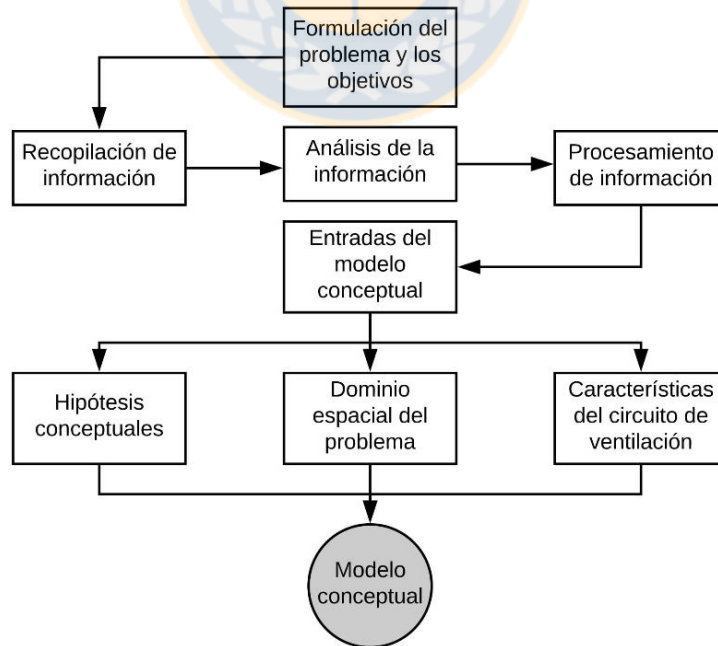 Formulación del
problema y los
objetivos
Recopilación de
información
Análisis de la
información
Procesamiento
de información
Entradas del
modelo
conceptual
Hipótesis
conceptuales
Dominio
espacial del
problema
Características
del circuito de
ventilación
Modelo
conceptual